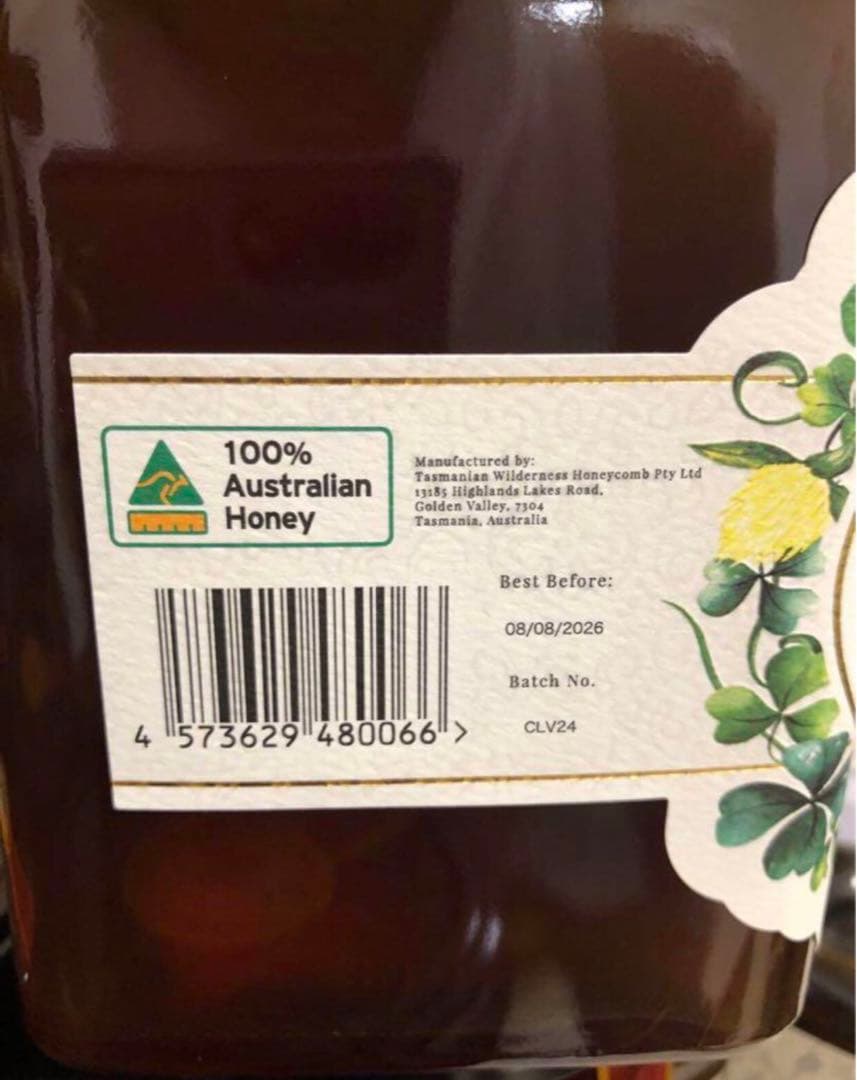 100%
Australian
Honey
Manufactured by:
Tasmanian Wilderness Honeycomb Pty Ltd
13185 Highlands Lakes Road,
Golden Valley, 7304
Tasmania, Australia
Best Before:
08/08/2026
Batch No.
CLV24
4 573629 480066 >